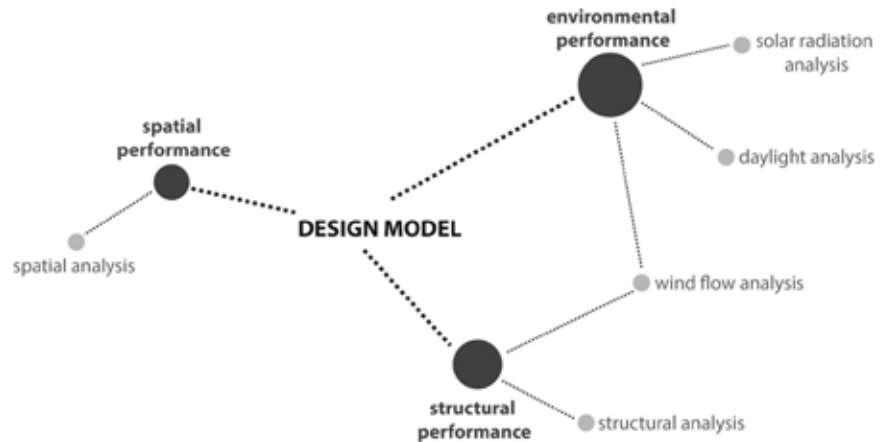 environmental
performance
solar radiation
analysis
spatial
performance
daylight analysis
DESIGN MODEL
spatial analysis
wind flow analysis
structural
performance
structural analysis